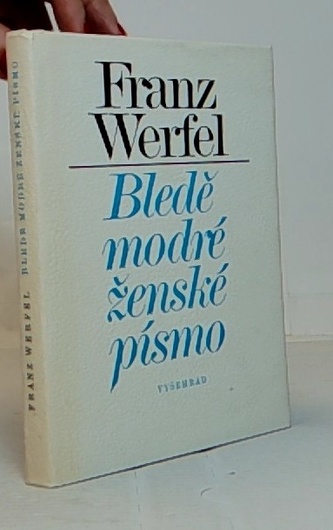 Franz
Werfel
Bledě
modré
ženské
písmo
VYŠEHRAD
FRANZ WERFEL BLEDĚ MODRÉ ŽENSKÉ PÍSMO